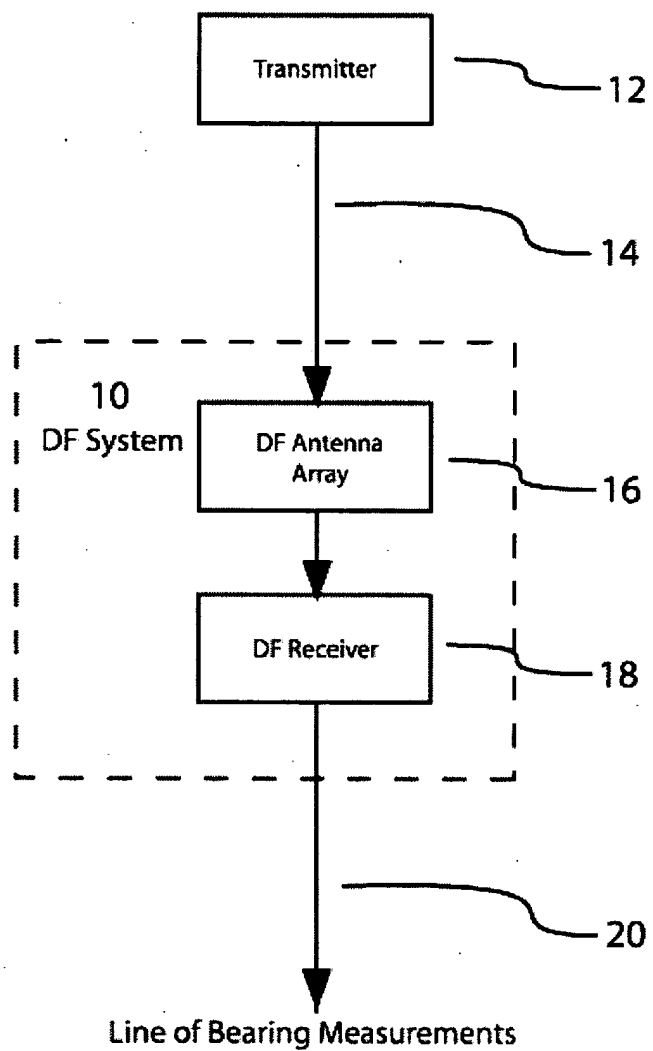 Transmitter
12
14
10
DF System
DF Antenna
Array
16
DF Receiver
18
20
Line of Bearing Measurements